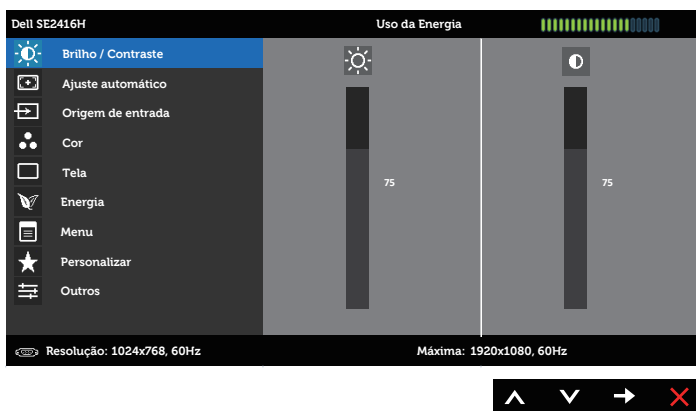 Dell SE2416H
Uso da Energia
Brilho / Contraste
Ajuste automático
Origem de entrada
Cor
Tela
Energia
Menu
Personalizar
Outros
75
75
Resolução: 1024x768, 60Hz
Máxima: 1920x1080, 60Hz